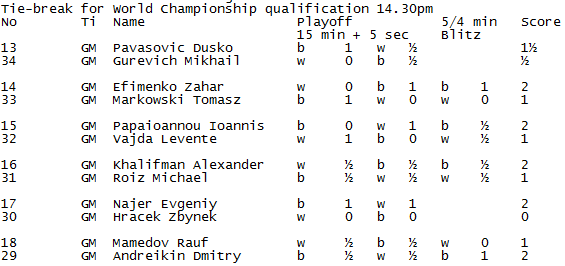 Tie-break for World Championship qualification 14.30pm
No Ti Name Playoff 5/4 min Score
15 min + 5 sec Blitz
13 GM Pavasovic Dusko b 1 w ½ 1½
34 GM Gurevich Mikhail w 0 b ½ ½
14 GM Efimenko Zahar w 0 b 1 b 1 2
33 GM Markowski Tomasz b 1 w 0 w 0 1
15 GM Papaioannou Ioannis b 0 w 1 b ½ 2
32 GM Vajda Levente w 1 b 0 w ½ 1
16 GM Khalifman Alexander w ½ b ½ b ½ 2
31 GM Roiz Michael b ½ w ½ w ½ 1
17 GM Najer Evgeniy b 1 w 1 2
30 GM Hracek Zbynek w 0 b 0 0
18 GM Mamedov Rauf w ½ b ½ w 0 1
29 GM Andreikin Dmitry b ½ w ½ b 1 2